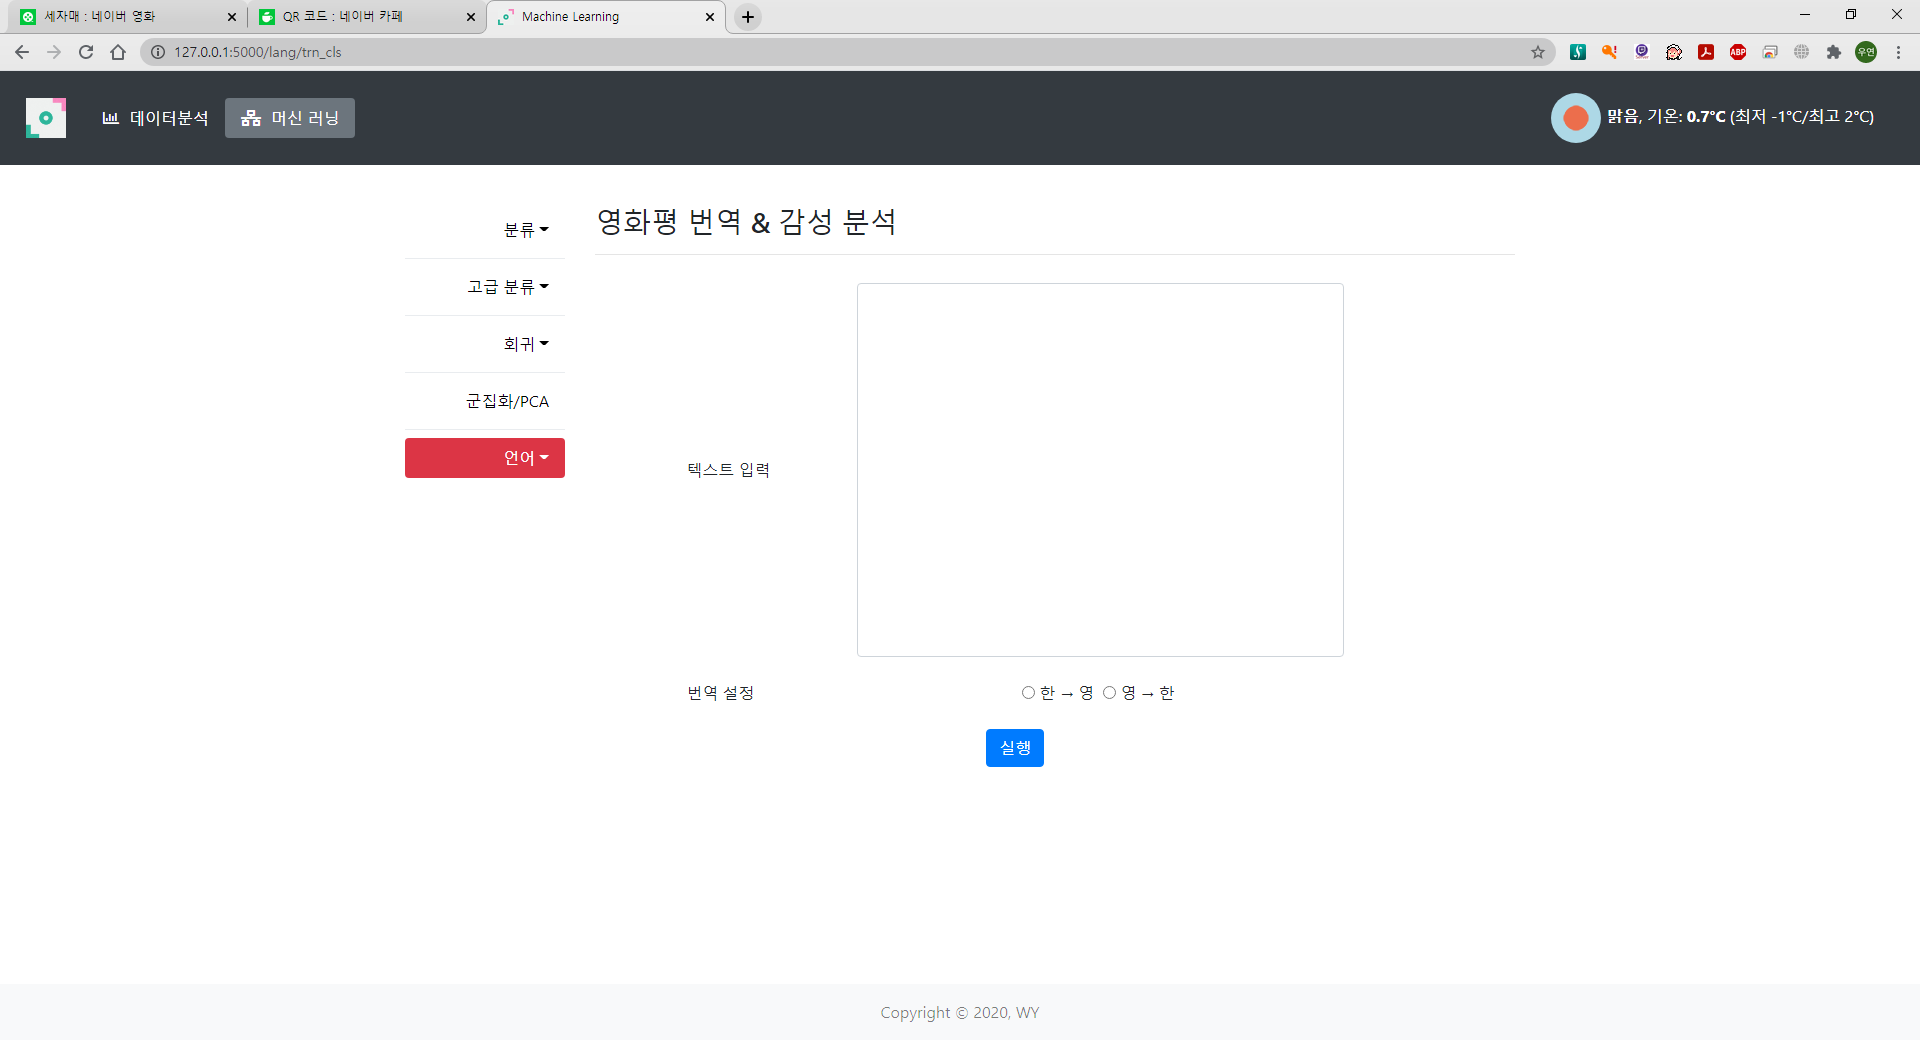 세자매 : 네이버 영화
QR 코드 : 네이버 카페
Machine Learning
127.0.0.1:5000/lang/trn_cls
ABP
우연
데이터분석
머신 러닝
맑음, 기온: 0.7°C (최저 -1°C/최고 2°C)
분류
고급 분류
회귀
군집화/PCA
언어
영화평 번역 & 감성 분석
텍스트 입력
번역 설정
한 → 영 영 → 한
실행
Copyright © 2020, WY